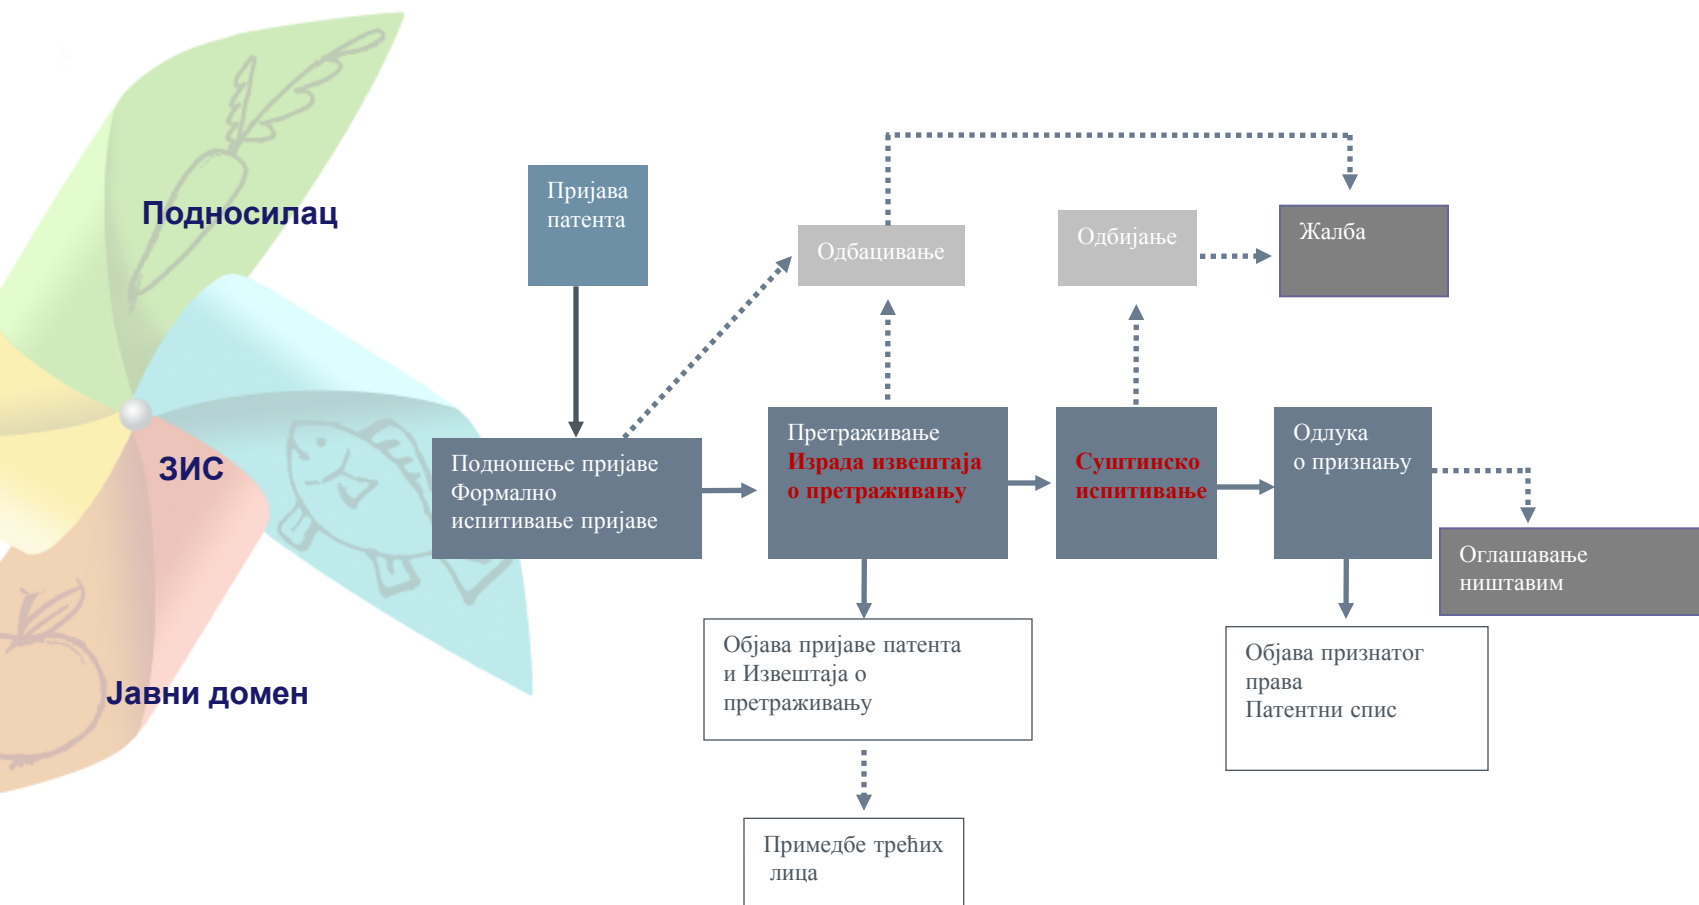 Подносилац
Пријава
патента
Одбацивање
Одбијање
Жалба
ЗИС
Подношење пријаве
Формално
испитивање пријаве
Претраживање
Израда извештаја
о претраживању
Суштинско
испитивање
Одлука
о признању
Оглашавање
ништавим
Јавни домен
Објава пријаве патента
и Извештаја о
претраживању
Објава признатог
права
Патентни спис
Примедбе трећих
лица